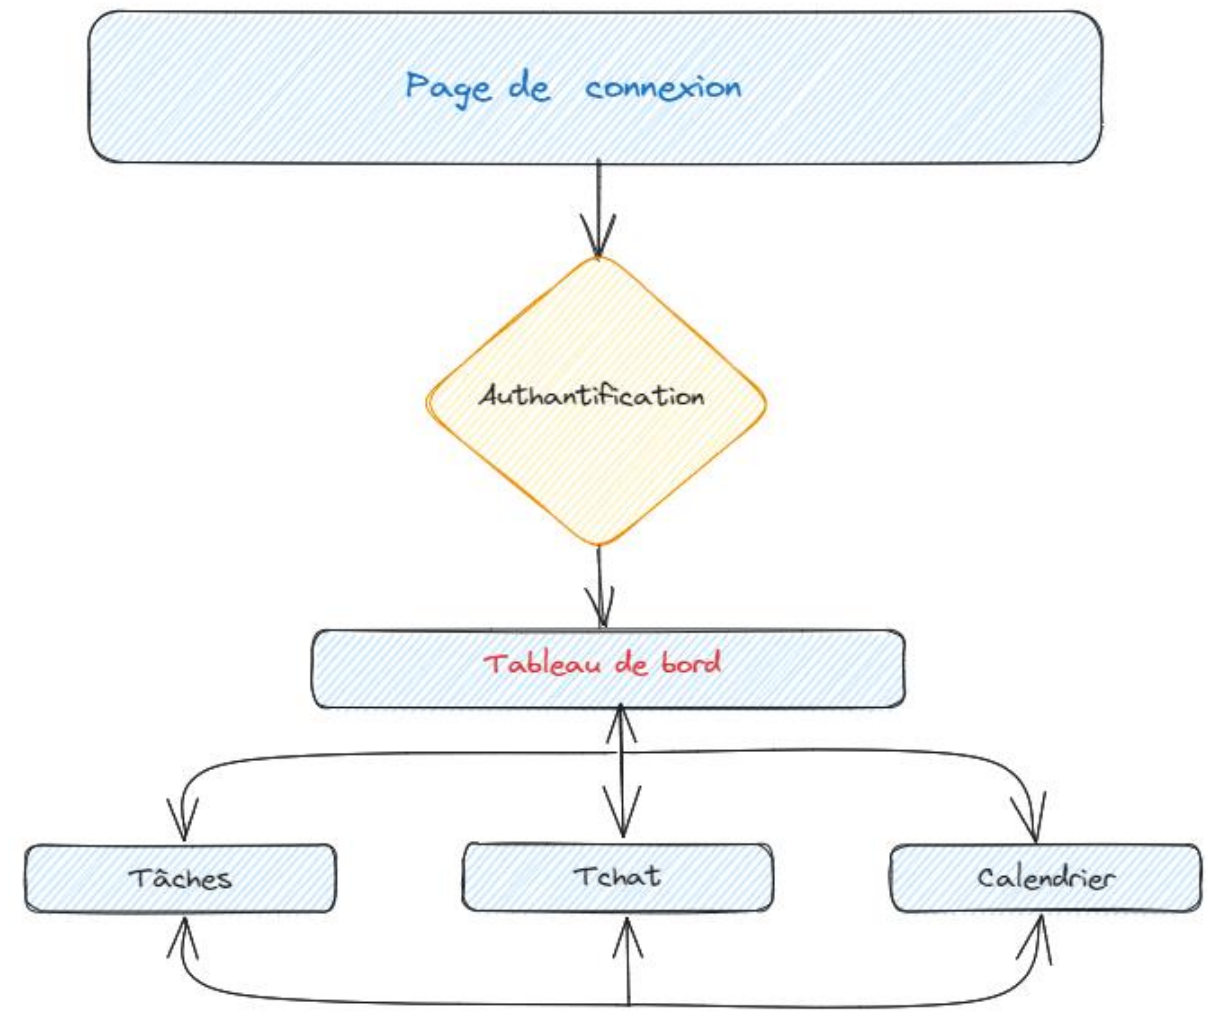 Page de connexion
Authantification
Tableau de bord
Tâches
Tchat
Calendrier